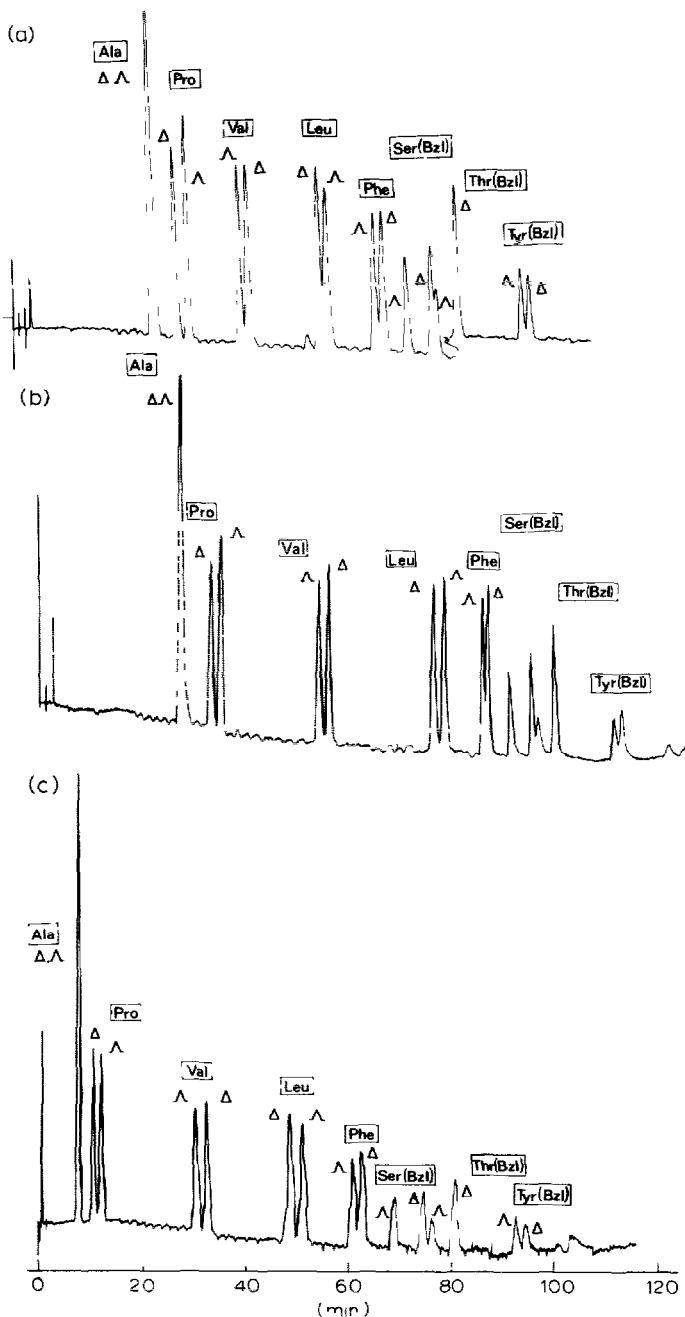 (a)
Ala
Δ Λ
Pro
Δ
Λ
Val
Λ
Δ
Leu
Δ
Λ
Phe
Λ
Δ
Ser(Bzl)
Λ
Δ
Λ
Thr(Bzl)
Δ
Tyr(Bzl)
Λ
Δ
(b)
Ala
ΔΛ
Pro
Δ
Λ
Val
Λ
Δ
Leu
Δ
Λ
Phe
Λ
Δ
Ser(Bzl)
Thr(Bzl)
Tyr(Bzl)
(c)
Ala
Δ,Λ
Pro
Δ
Λ
Val
Λ
Δ
Leu
Δ
Λ
Phe
Λ
Δ
Ser(Bzl)
Λ
Δ
Λ
Thr(Bzl)
Δ
Tyr(Bzl)
Λ
Δ
0 20 40 60 80 100 120
(min)